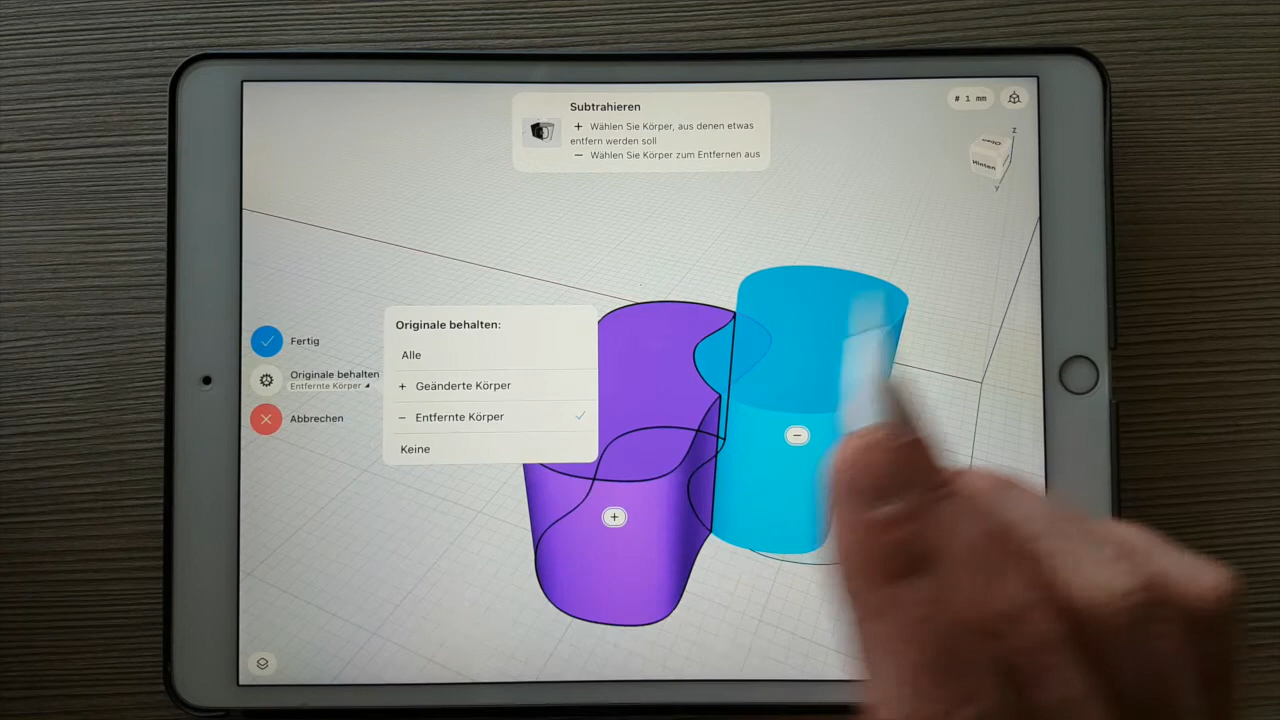 Subtrahieren
+ Wählen Sie Körper, aus denen etwas
entfern werden soll
− Wählen Sie Körper zum Entfernen aus
# 1 mm
Z
Oben
Hinten
Y
Originale behalten:
Alle
+ Geänderte Körper
− Entfernte Körper
Keine
Fertig
Originale behalten
Entfernte Körper
Abbrechen